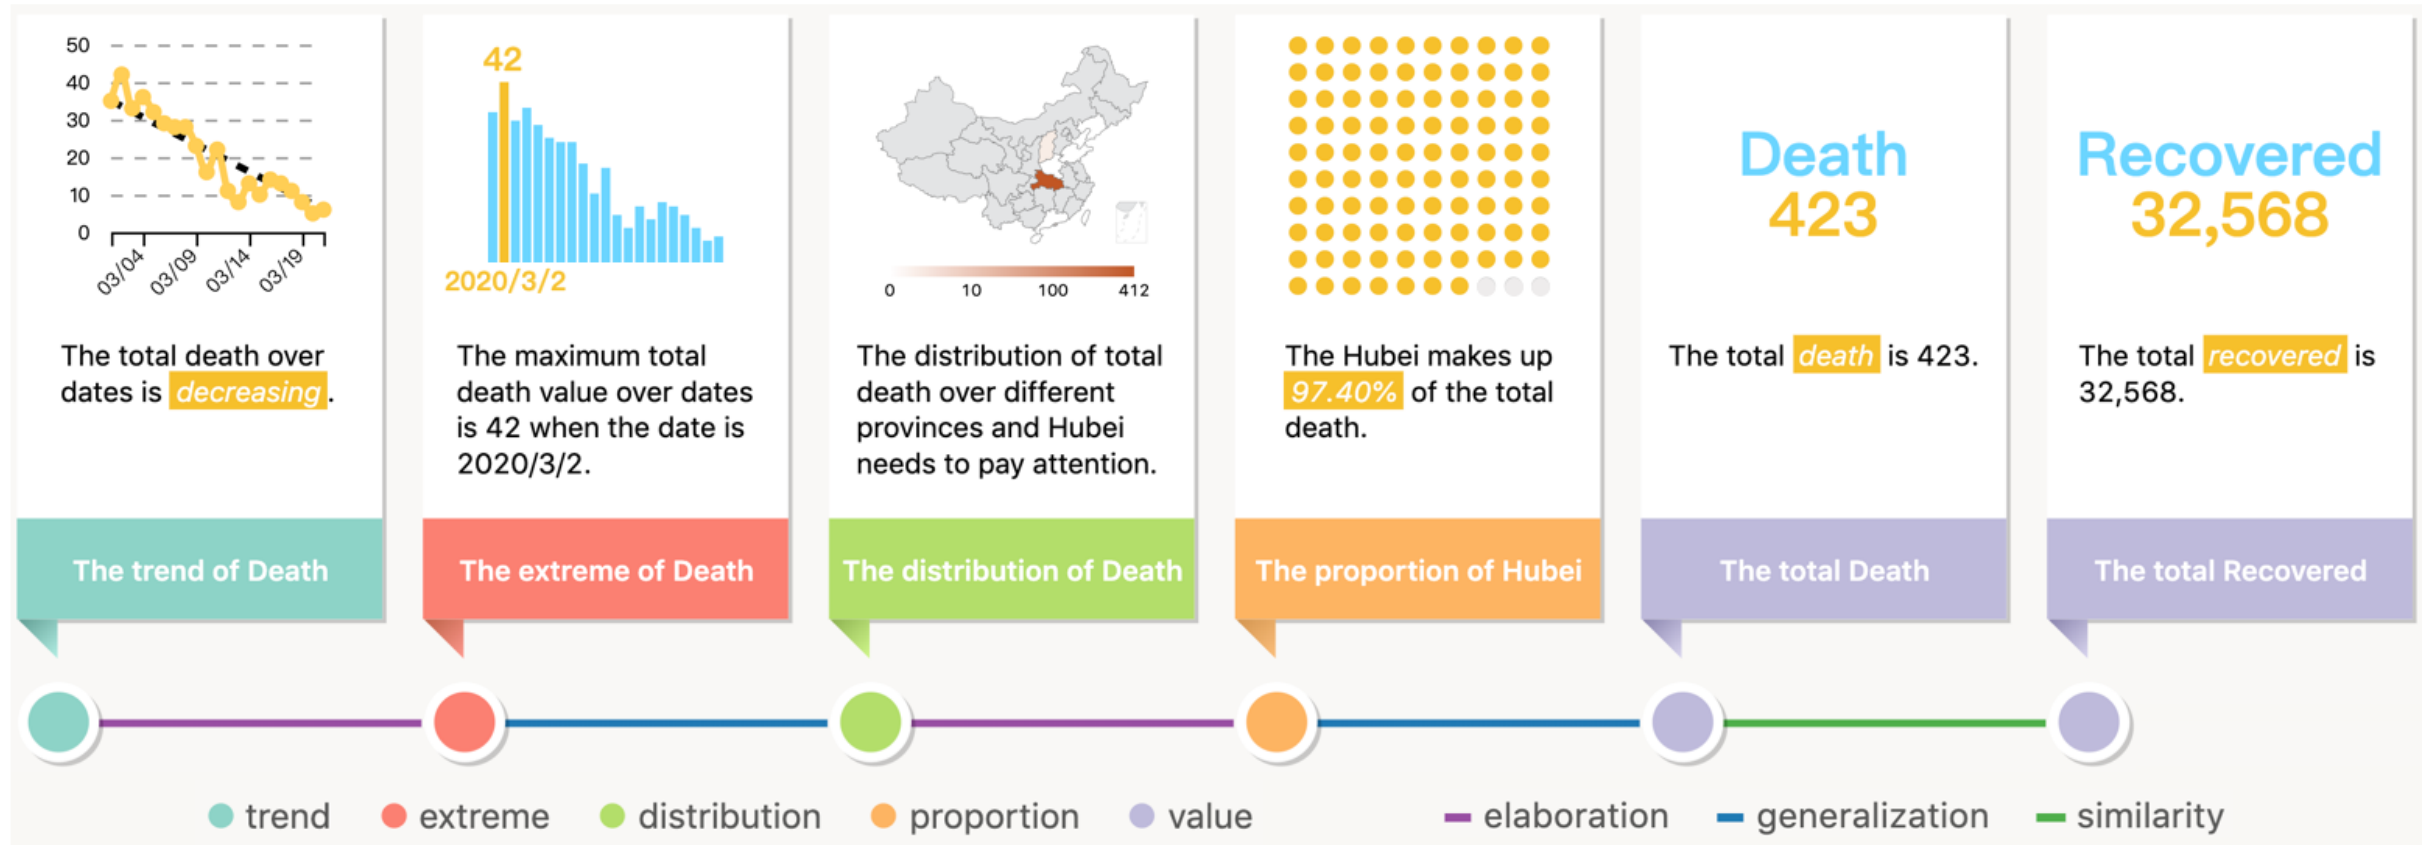 50
40
30
20
10
0
03/04
03/09
03/14
03/19
The total death over
dates is decreasing.
The trend of Death
42
2020/3/2
The maximum total
death value over dates
is 42 when the date is
2020/3/2.
The extreme of Death
0 10 100 412
The distribution of total
death over different
provinces and Hubei
needs to pay attention.
The distribution of Death
The Hubei makes up
97.40% of the total
death.
The proportion of Hubei
Death
423
The total death is 423.
The total Death
Recovered
32,568
The total recovered is
32,568.
The total Recovered
trend extreme distribution proportion value elaboration generalization similarity